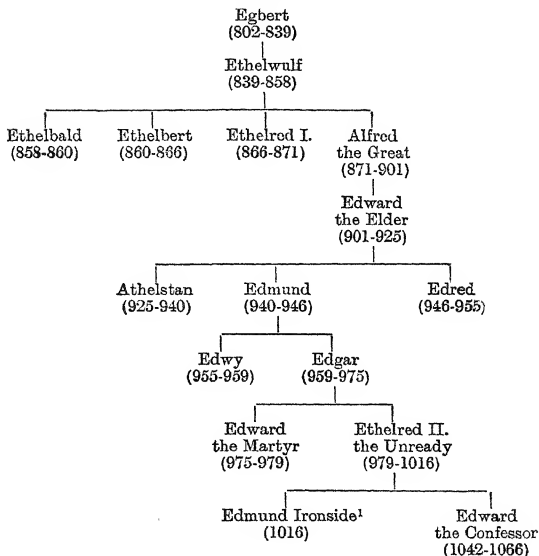 Egbert
(802-839)
Ethelwulf
(839-858)
Ethelbald
(858-860)
Ethelbert
(860-866)
Ethelred I.
(866-871)
Alfred
the Great
(871-901)
Edward
the Elder
(901-925)
Athelstan
(925-940)
Edmund
(940-946)
Edred
(946-955)
Edwy
(955-959)
Edgar
(959-975)
Edward
the Martyr
(975-979)
Ethelred II.
the Unready
(979-1016)
Edmund Ironside¹
(1016)
Edward
the Confessor
(1042-1066)